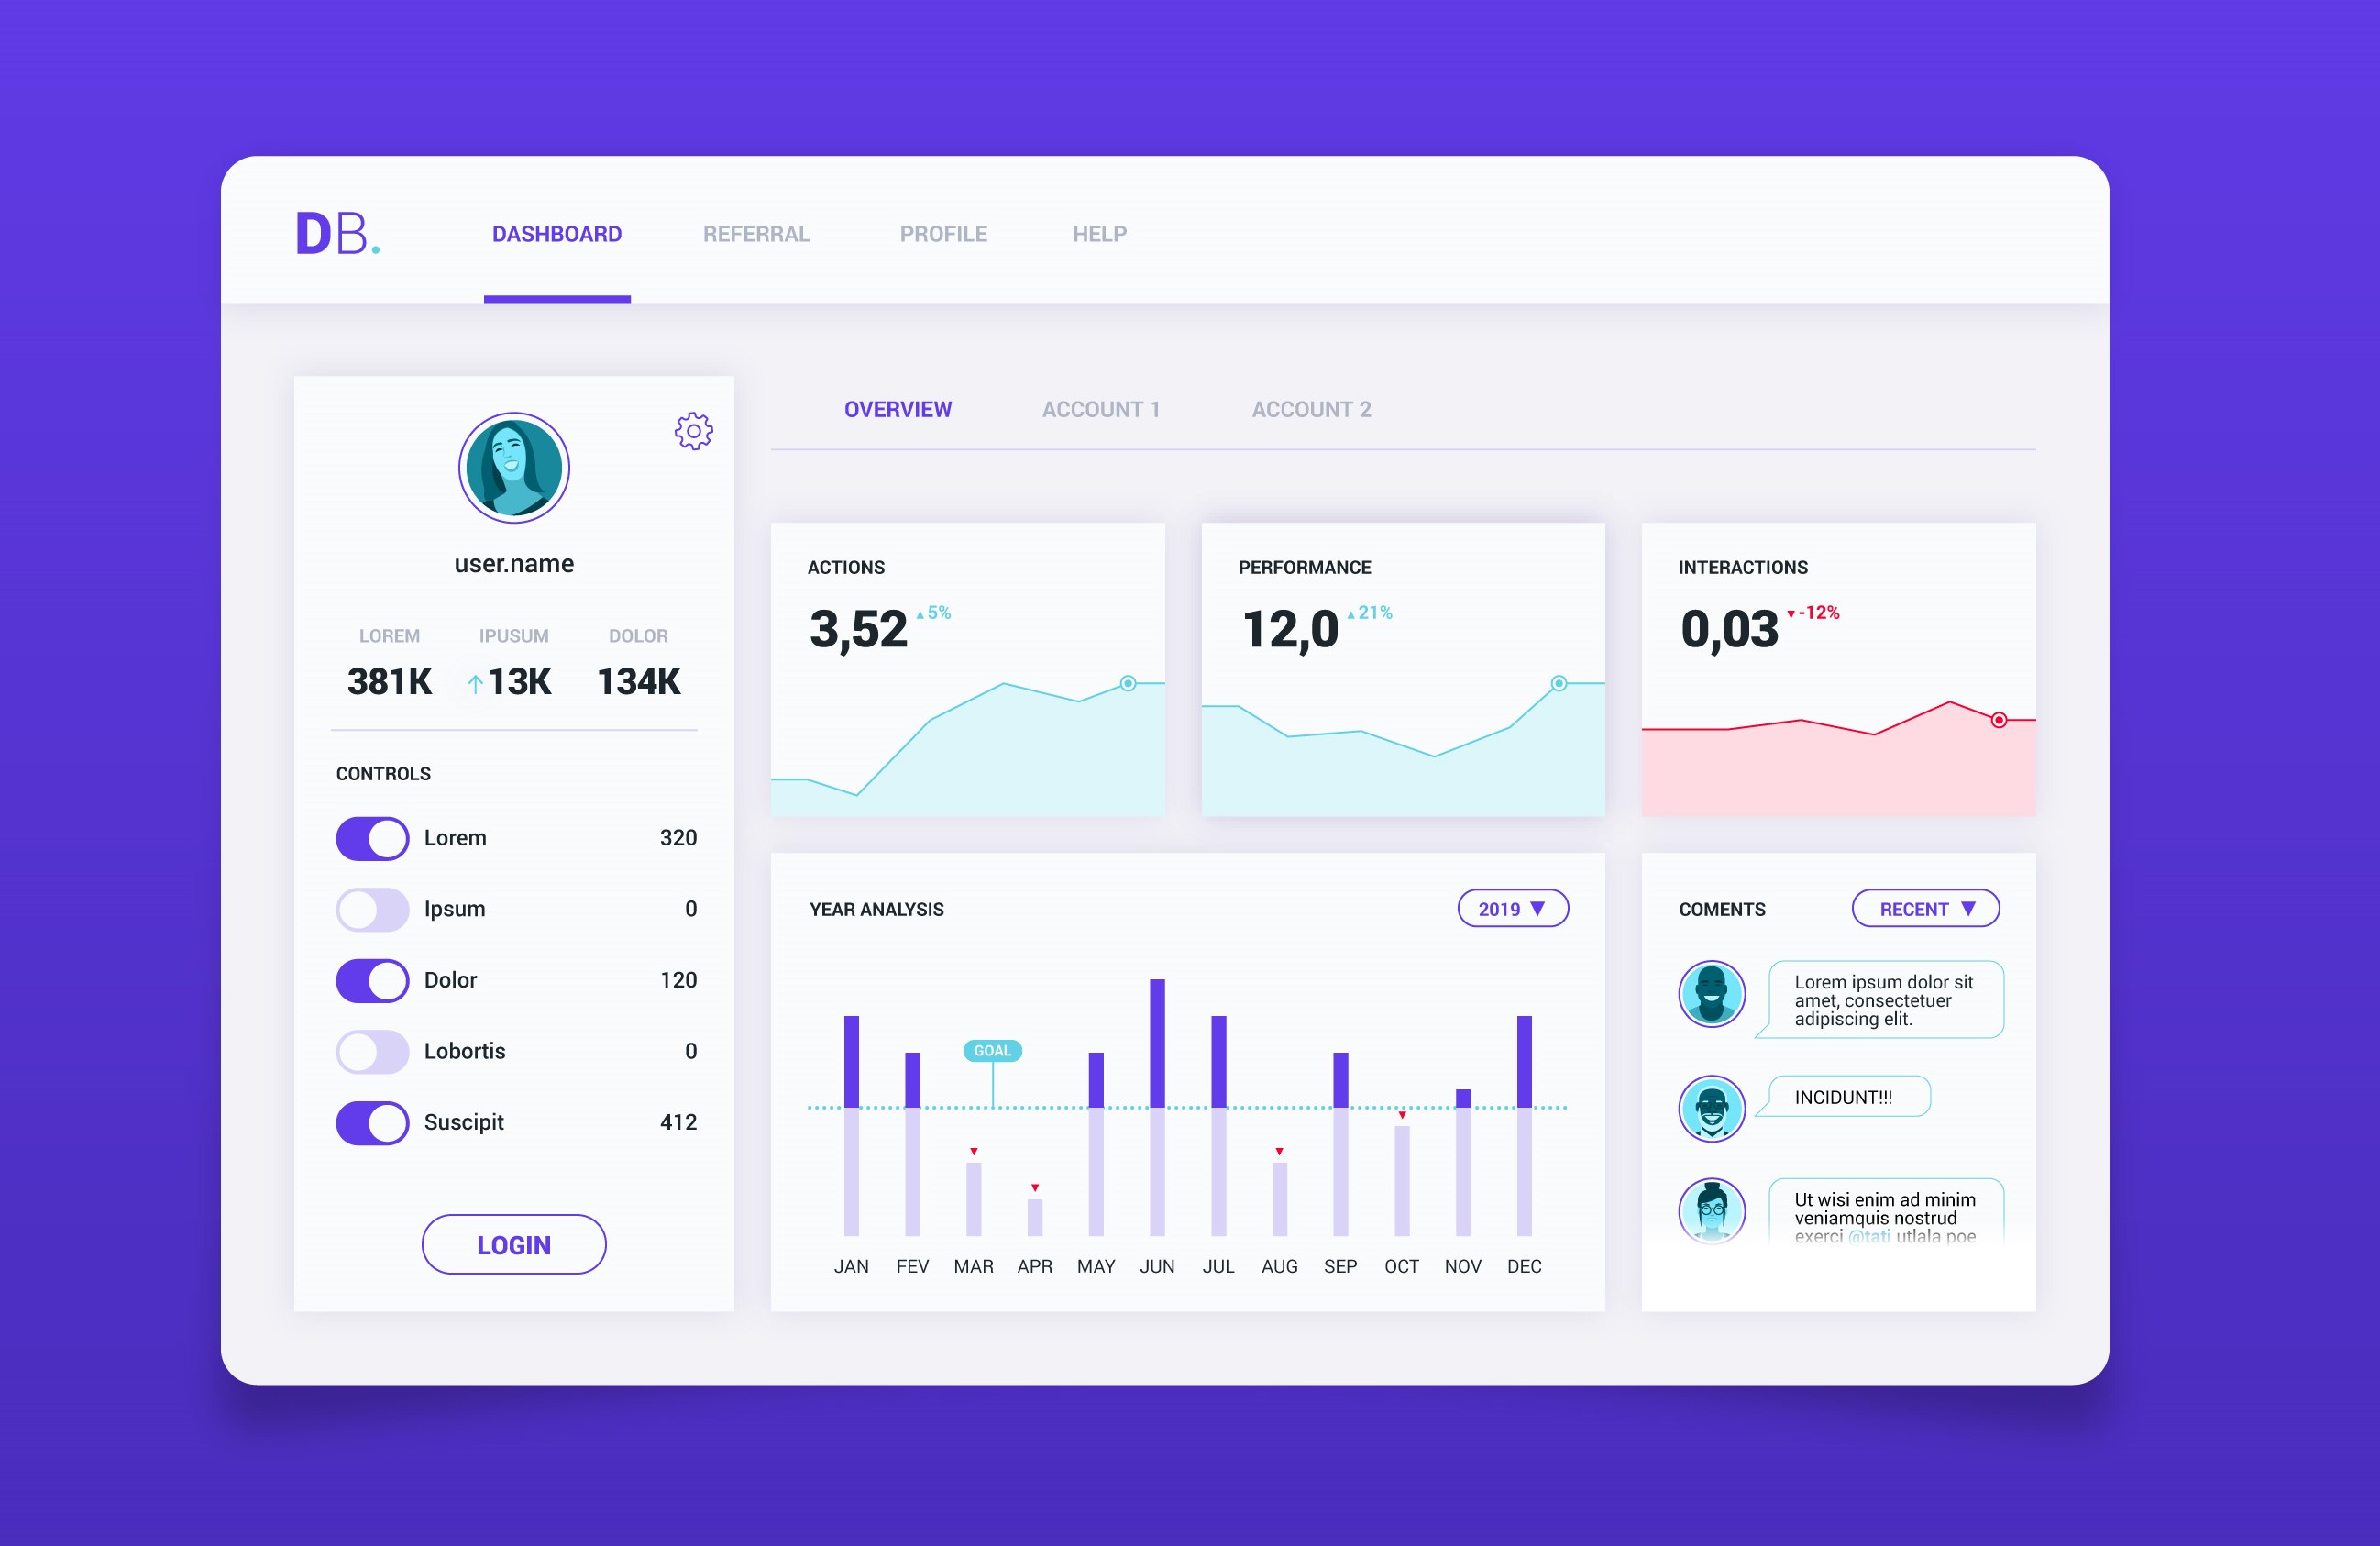 DB.
DASHBOARD REFERRAL PROFILE HELP
user.name
LOREM IPUSUM DOLOR
381K 13K 134K
CONTROLS
Lorem 320
Ipsum 0
Dolor 120
Lobortis 0
Suscipit 412
LOGIN
OVERVIEW ACCOUNT 1 ACCOUNT 2
ACTIONS
3,52 ▲5%
PERFORMANCE
12,0 ▲21%
INTERACTIONS
0,03 ▼-12%
YEAR ANALYSIS 2019 ▼
GOAL
JAN FEV MAR APR MAY JUN JUL AUG SEP OCT NOV DEC
COMENTS RECENT ▼
Lorem ipsum dolor sit
amet, consectetuer
adipiscing elit.
INCIDUNT!!!
Ut wisi enim ad minim
veniamquis nostrud
exerci @tati utlala poe